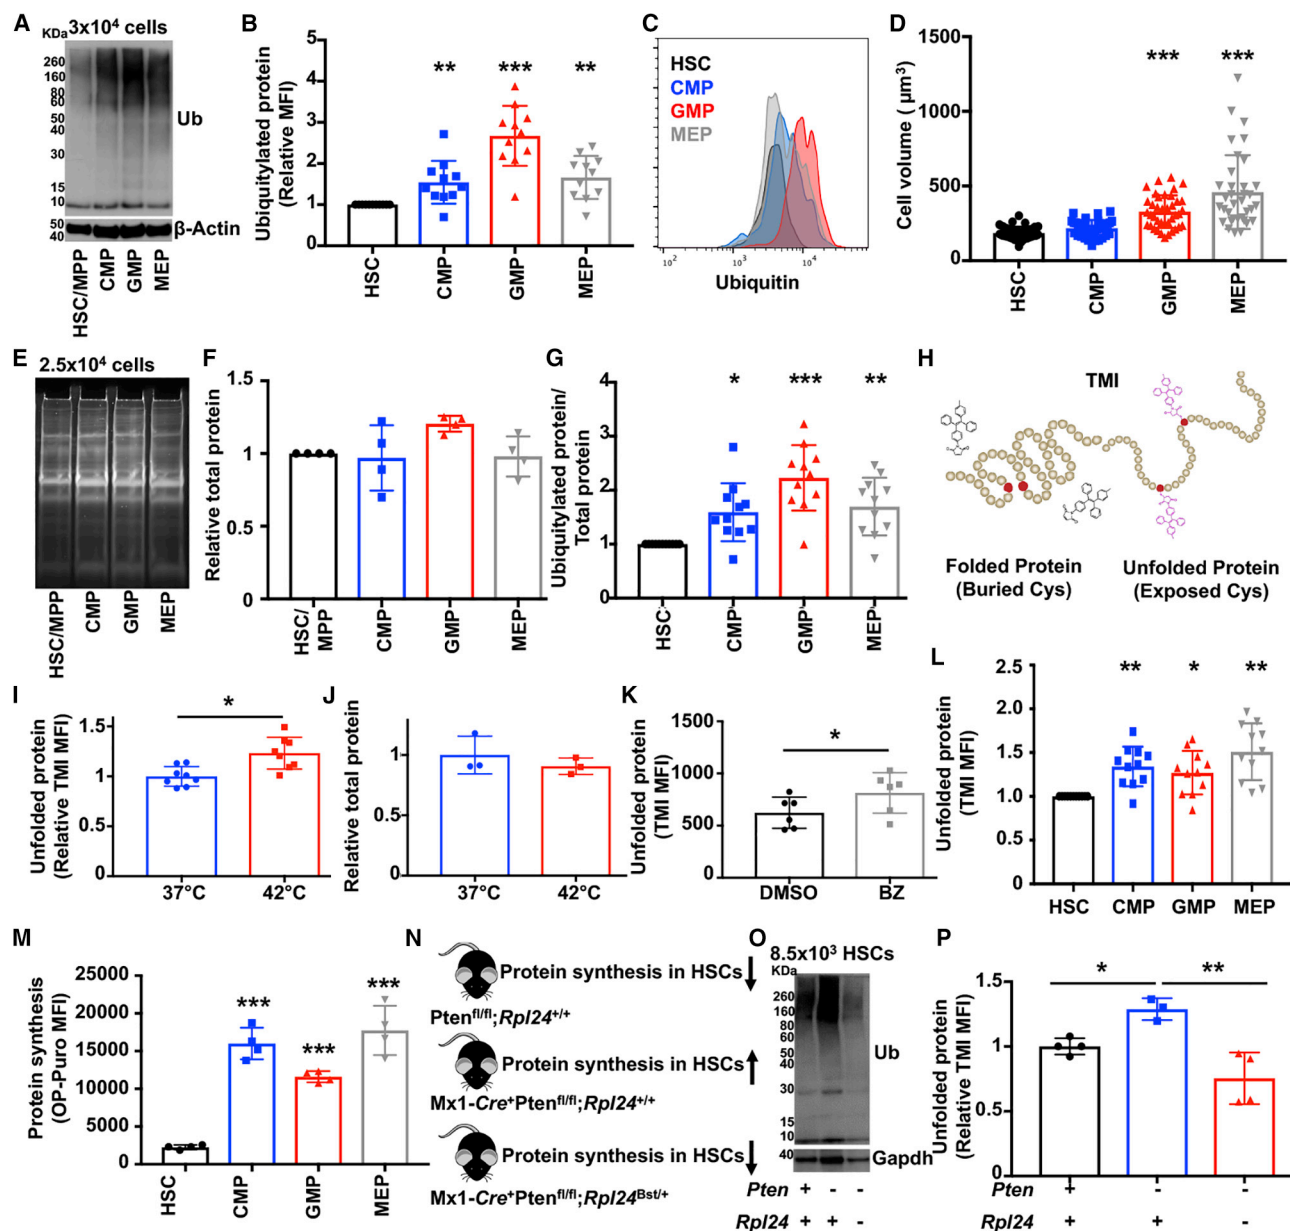 A
3x10⁴ cells
KDa
260
160
80
60
50
40
30
15
10
Ub
50
40
β-Actin
HSC/MPP
CMP
GMP
MEP
B
Ubiquitylated protein
(Relative MFI)
5
4
3
2
1
0
**
***
**
HSC
CMP
GMP
MEP
C
HSC
CMP
GMP
MEP
10²
10³
10⁴
Ubiquitin
D
Cell volume ( µm³)
1500
1000
500
0
***
***
HSC
CMP
GMP
MEP
E
2.5x10⁴ cells
HSC/MPP
CMP
GMP
MEP
F
Relative total protein
1.5
1
0.5
0
HSC/
MPP
CMP
GMP
MEP
G
Ubiquitylated protein/
Total protein
4
3
2
1
0
*
***
**
HSC
CMP
GMP
MEP
H
TMI
Folded Protein
(Buried Cys)
Unfolded Protein
(Exposed Cys)
I
Unfolded protein
(Relative TMI MFI)
1.5
1
0.5
0
*
37°C
42°C
J
Relative total protein
1
0
37°C
42°C
K
Unfolded protein
(TMI MFI)
1500
1000
500
0
*
DMSO
BZ
L
Unfolded protein
(TMI MFI)
2.5
2.0
1.5
1.0
0.5
0
**
*
**
HSC
CMP
GMP
MEP
M
Protein synthesis
(OP-Puro MFI)
25000
20000
15000
10000
5000
0
***
***
***
HSC
CMP
GMP
MEP
N
Protein synthesis in HSCs
Ptenfl/fl;Rpl24+/+
Protein synthesis in HSCs
Mx1-Cre+Ptenfl/fl;Rpl24+/+
Protein synthesis in HSCs
Mx1-Cre+Ptenfl/fl;Rpl24Bst/+
O
8.5x10³ HSCs
KDa
260
160
80
60
50
40
30
15
10
Ub
40
Gapdh
Pten + - -
Rpl24 + + -
P
Unfolded protein
(Relative TMI MFI)
1.5
1
0.5
0
*
**
Pten + - -
Rpl24 + + -